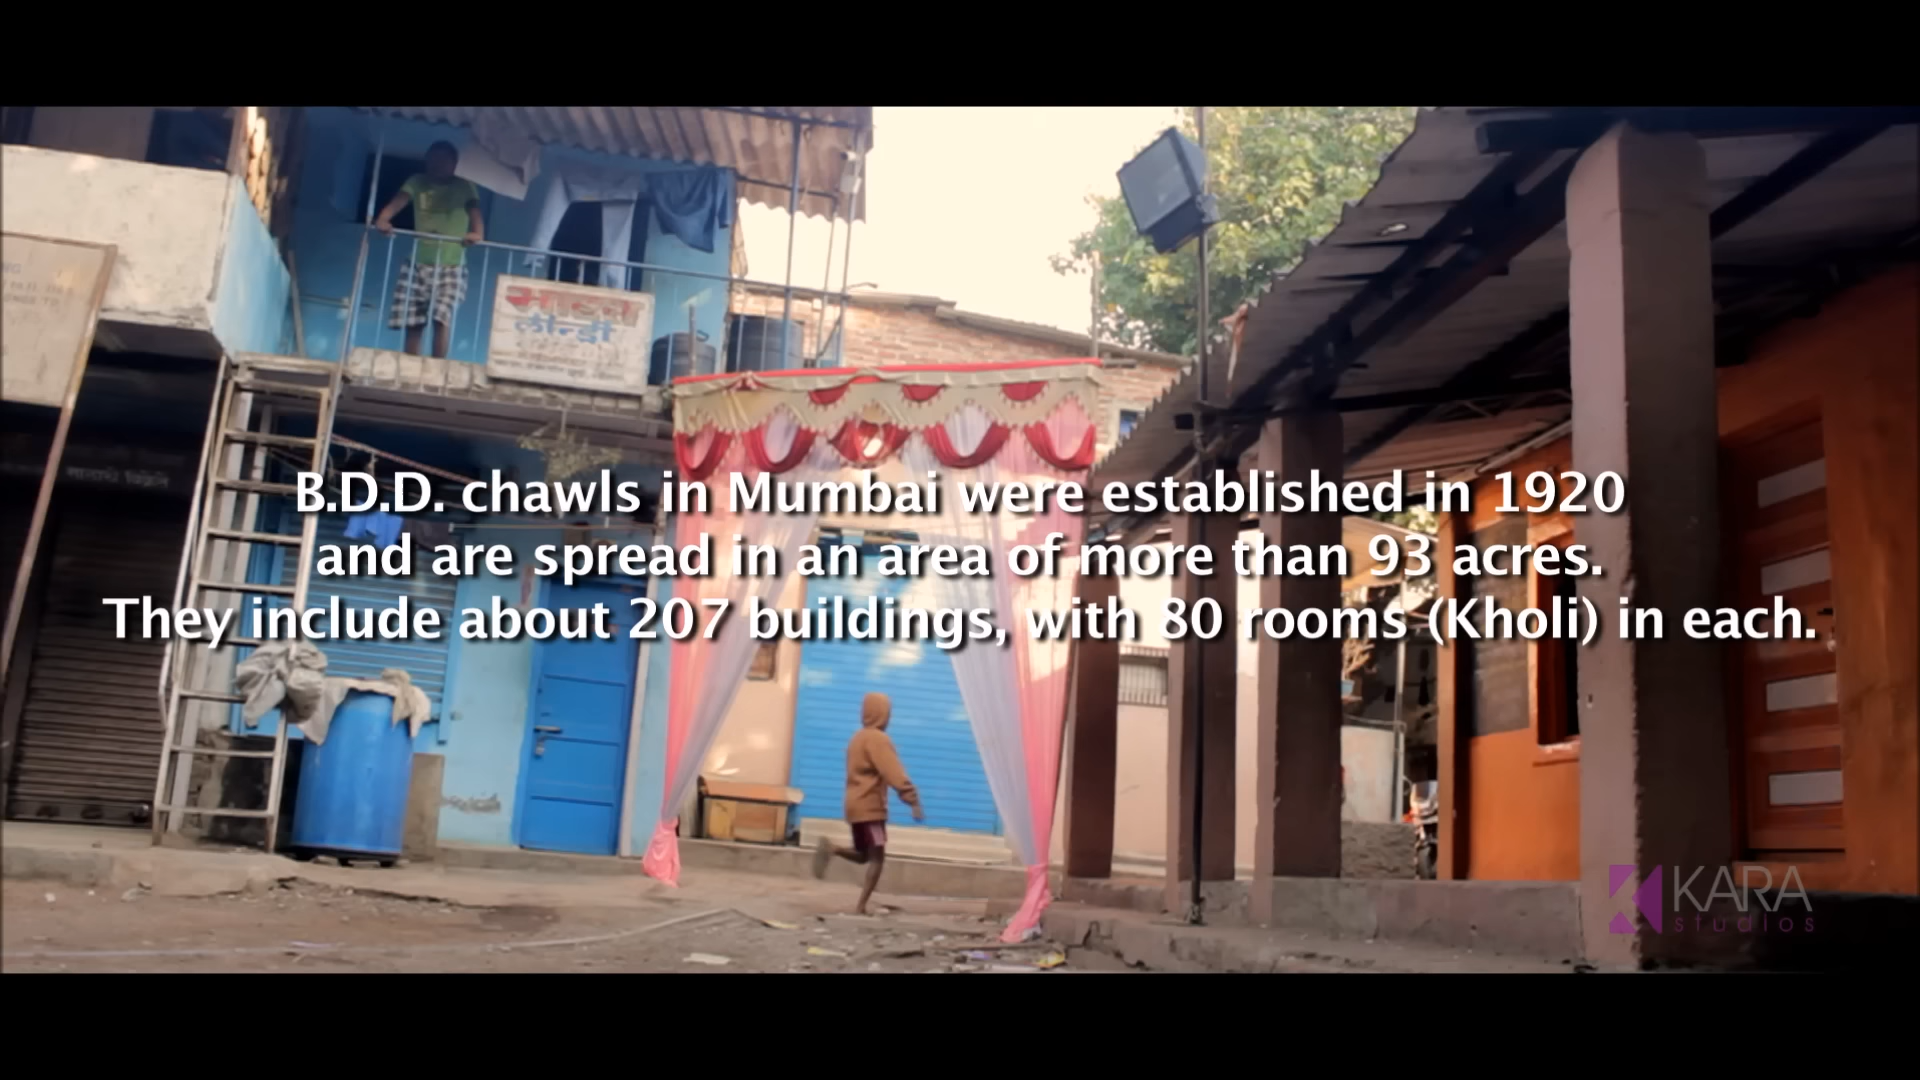 भारत
लॉन्ड्री
B.D.D. chawls in Mumbai were established in 1920
and are spread in an area of more than 93 acres.
They include about 207 buildings, with 80 rooms (Kholi) in each.
KARA
studios